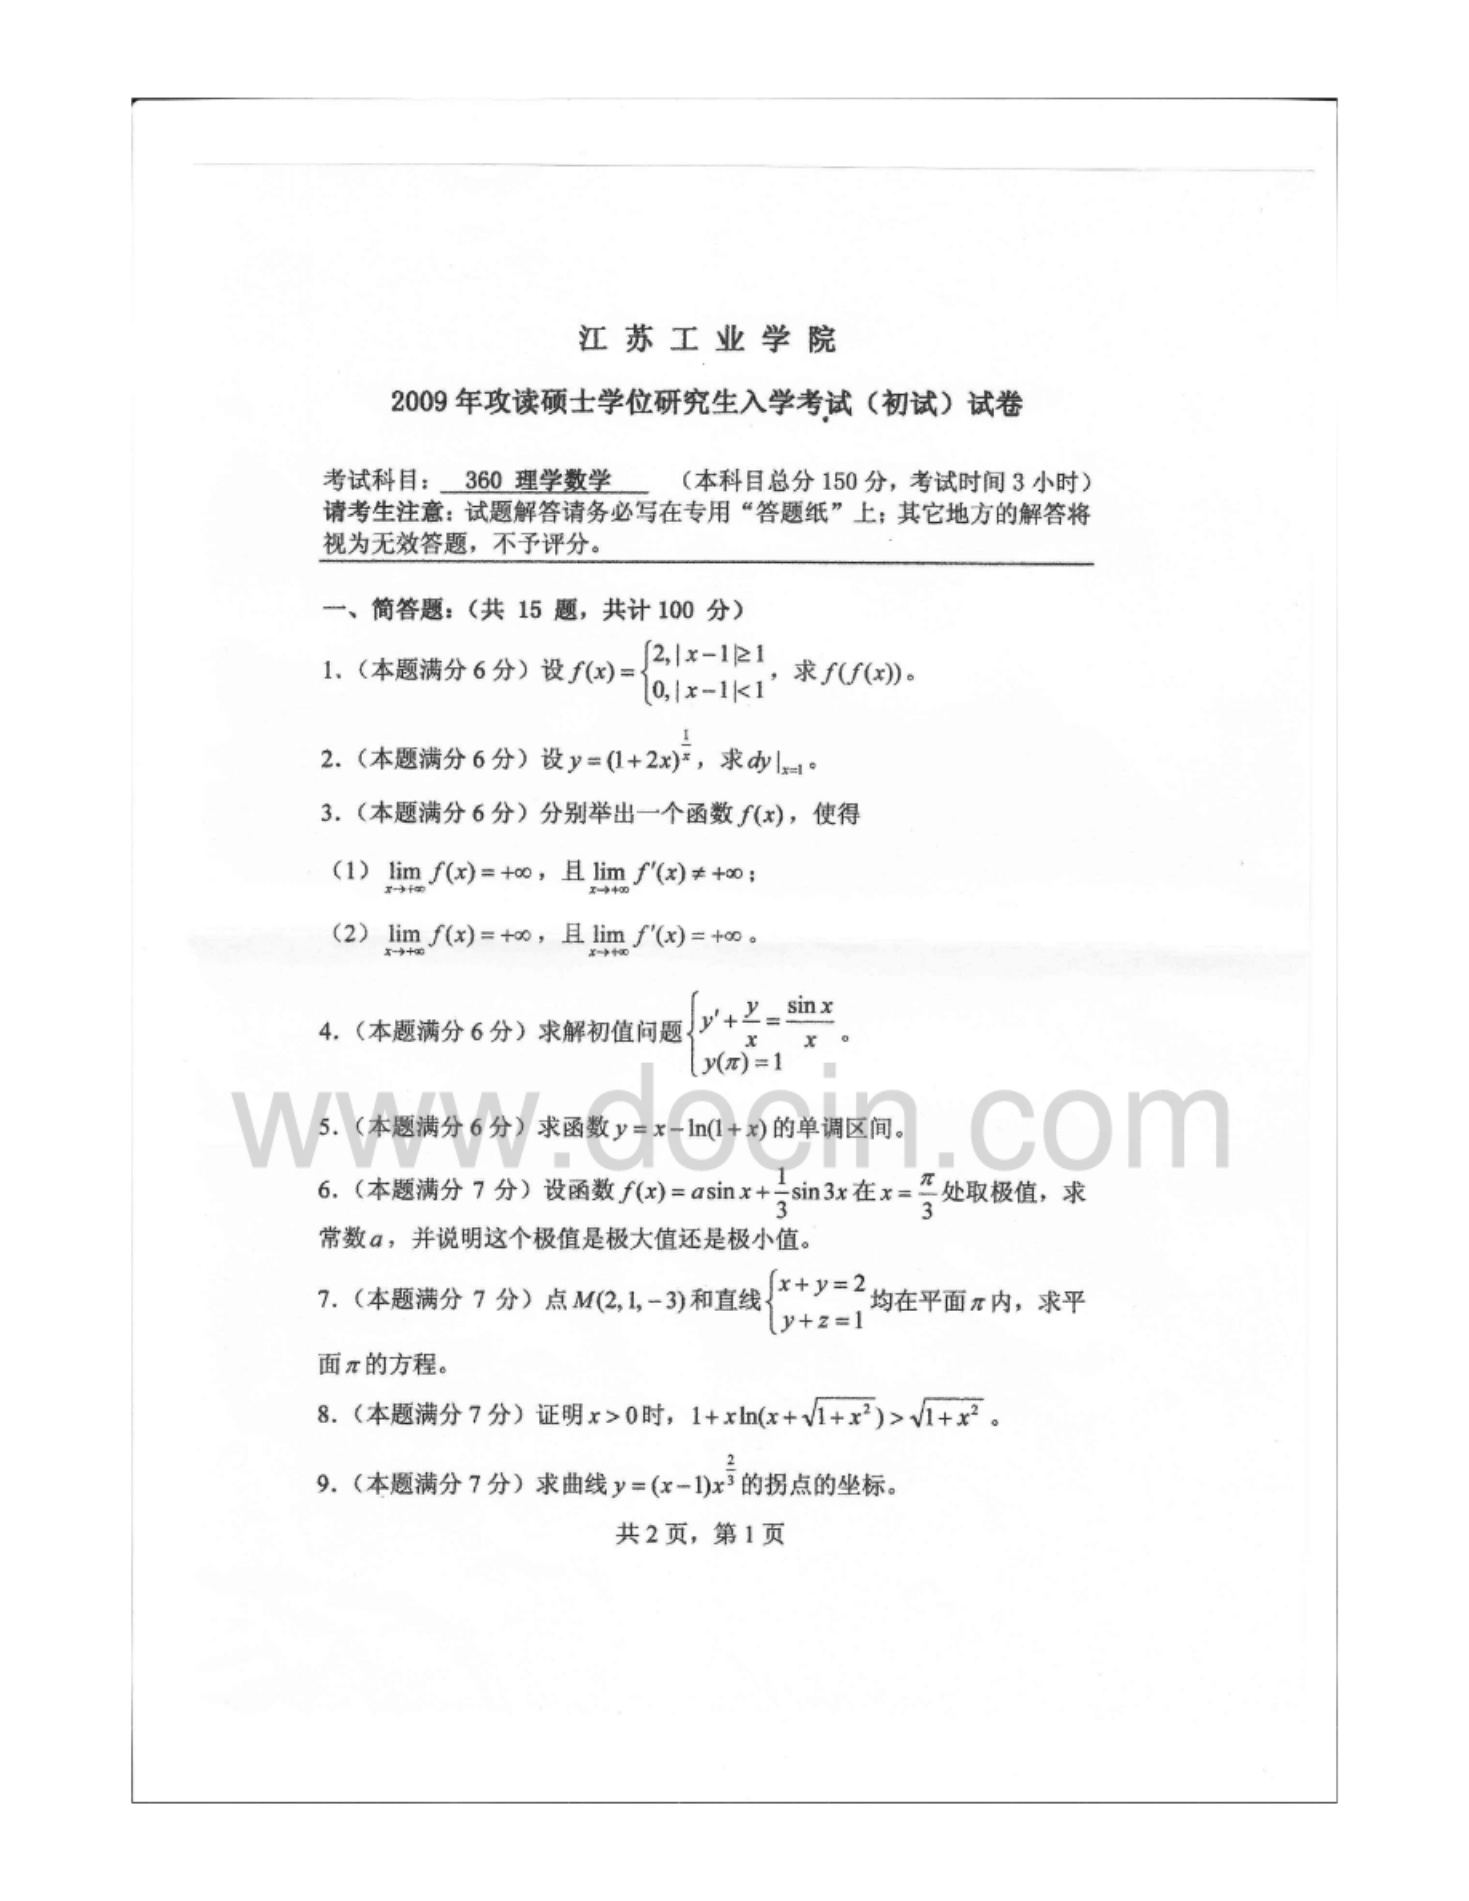 江 苏 工 业 学 院
2009 年攻读硕士学位研究生入学考试（初试）试卷
考试科目： 360 理学数学 （本科目总分 150 分，考试时间 3 小时）
请考生注意：试题解答请务必写在专用“答题纸”上；其它地方的解答将
视为无效答题，不予评分。
一、简答题：（共 15 题，共计 100 分）
1、（本题满分 6 分）设 f(x) = {2, | x − 1 |≥ 1; 0, | x − 1 |< 1，求 f(f(x))。
2.（本题满分 6 分）设 y = (1 + 2x)^{1/x}，求 dy|_{x=1}。
3.（本题满分 6 分）分别举出一个函数 f(x)，使得
（1） lim_{x→+∞} f(x) = +∞，且 lim_{x→+∞} f′(x) ≠ +∞；
（2） lim_{x→+∞} f(x) = +∞，且 lim_{x→+∞} f′(x) = +∞。
4.（本题满分 6 分）求解初值问题 {y′ + y/x = sin x/x; y(π) = 1。
5.（本题满分 6 分）求函数 y = x − ln(1 + x) 的单调区间。
6.（本题满分 7 分）设函数 f(x) = a sin x + 1/3 sin 3x 在 x = π/3 处取极值，求
常数 a，并说明这个极值是极大值还是极小值。
7.（本题满分 7 分）点 M(2, 1, − 3) 和直线 {x + y = 2; y + z = 1 均在平面 π 内，求平
面 π 的方程。
8.（本题满分 7 分）证明 x > 0 时，1 + x ln(x + √(1 + x²)) > √(1 + x²)。
9.（本题满分 7 分）求曲线 y = (x − 1)x^{2/3} 的拐点的坐标。
共 2 页，第 1 页
www.docin.com